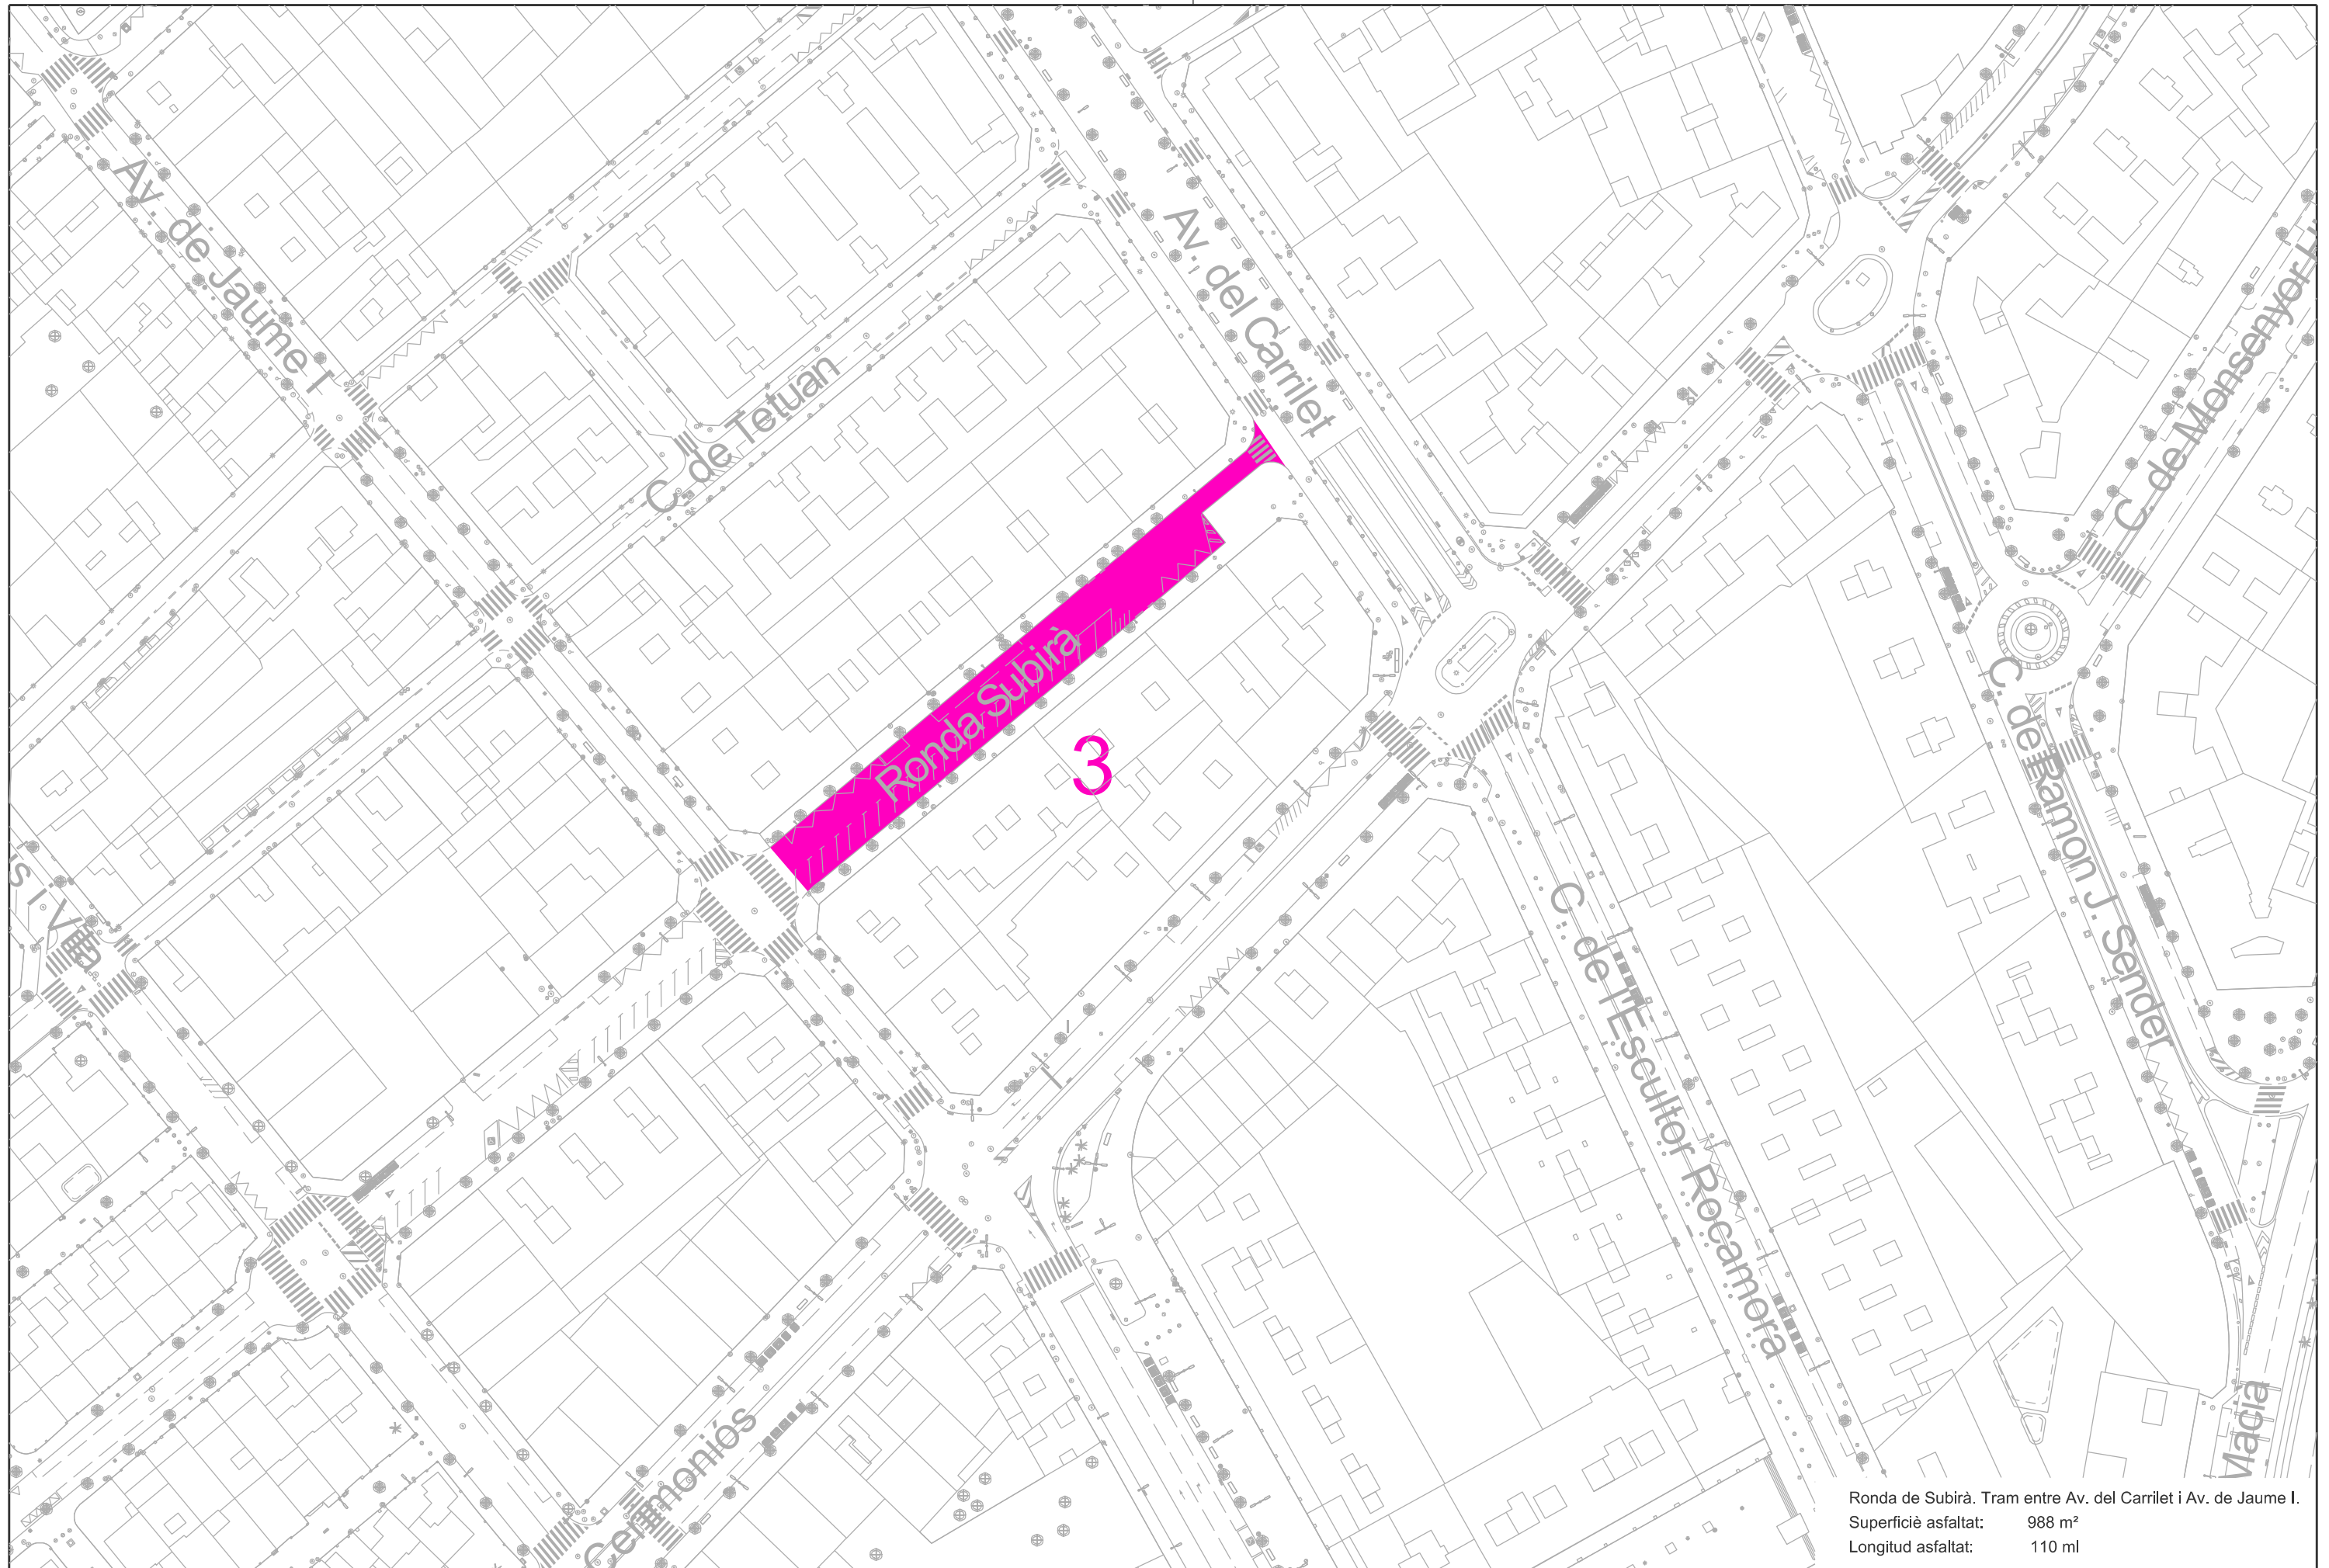 Av. de Jaume I
Av. del Carrilet
C. de Monsenyor
C. de Tetuan
Ronda Subirà
3
C. de Ramon J. Sender
C. de l'Escultor Rocamora
s i Vila
Cerimoniós
Macià
Ronda de Subirà. Tram entre Av. del Carrilet i Av. de Jaume I.
Superficiè asfaltat: 988 m²
Longitud asfaltat: 110 ml